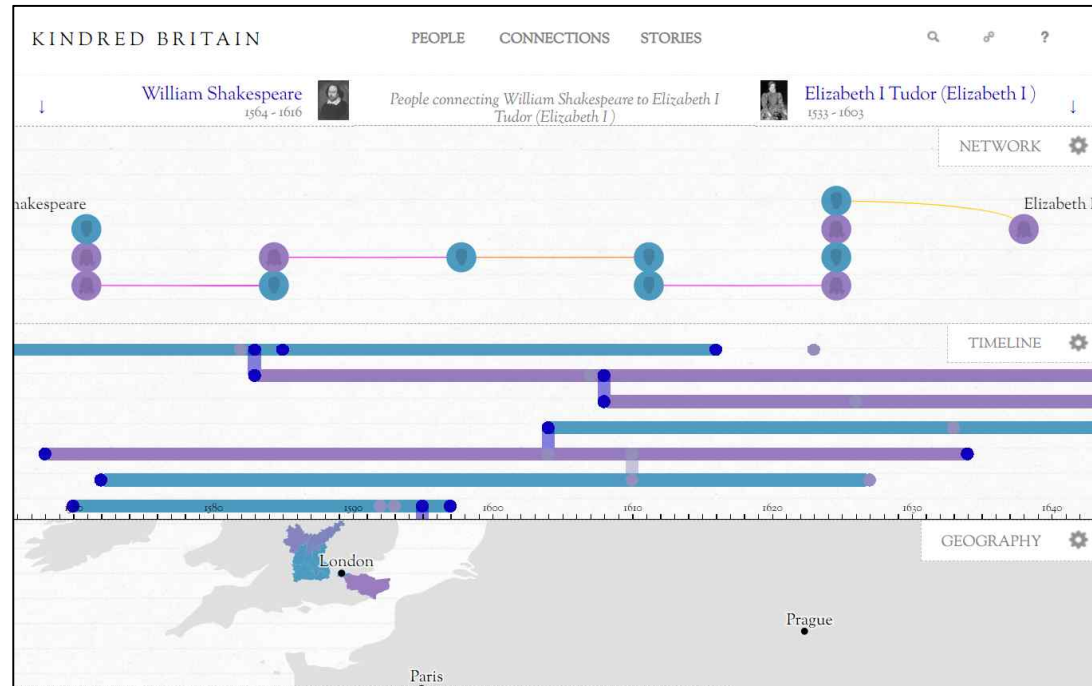 KINDRED BRITAIN
PEOPLE CONNECTIONS STORIES
?
↓ William Shakespeare
1564 - 1616
People connecting William Shakespeare to Elizabeth I
Tudor (Elizabeth I )
Elizabeth I Tudor (Elizabeth I ) ↓
1533 - 1603
NETWORK
hakespeare
Elizabeth I
TIMELINE
1580 1590 1600 1610 1620 1630 1640
GEOGRAPHY
London
Prague
Paris